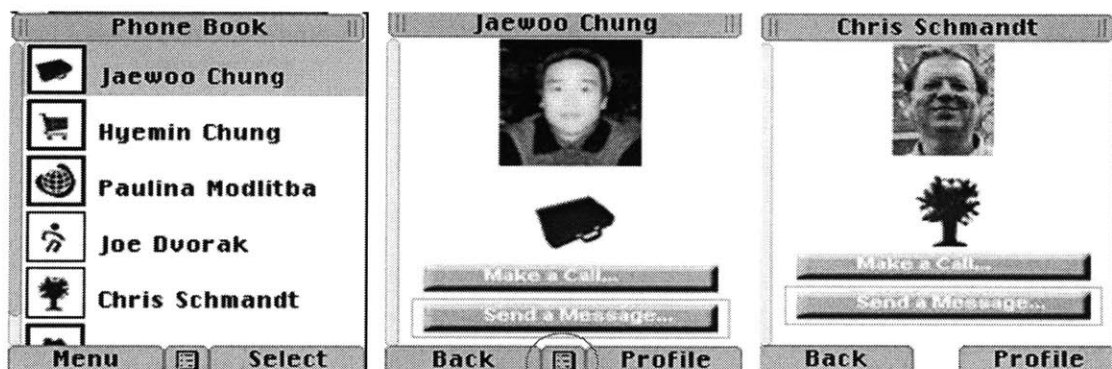 Phone Book
Jaewoo Chung
Hyemin Chung
Paulina Modlitba
Joe Dvorak
Chris Schmandt
Menu
Select
Jaewoo Chung
Make a Call...
Send a Message...
Back
Profile
Chris Schmandt
Make a Call...
Send a Message...
Back
Profile